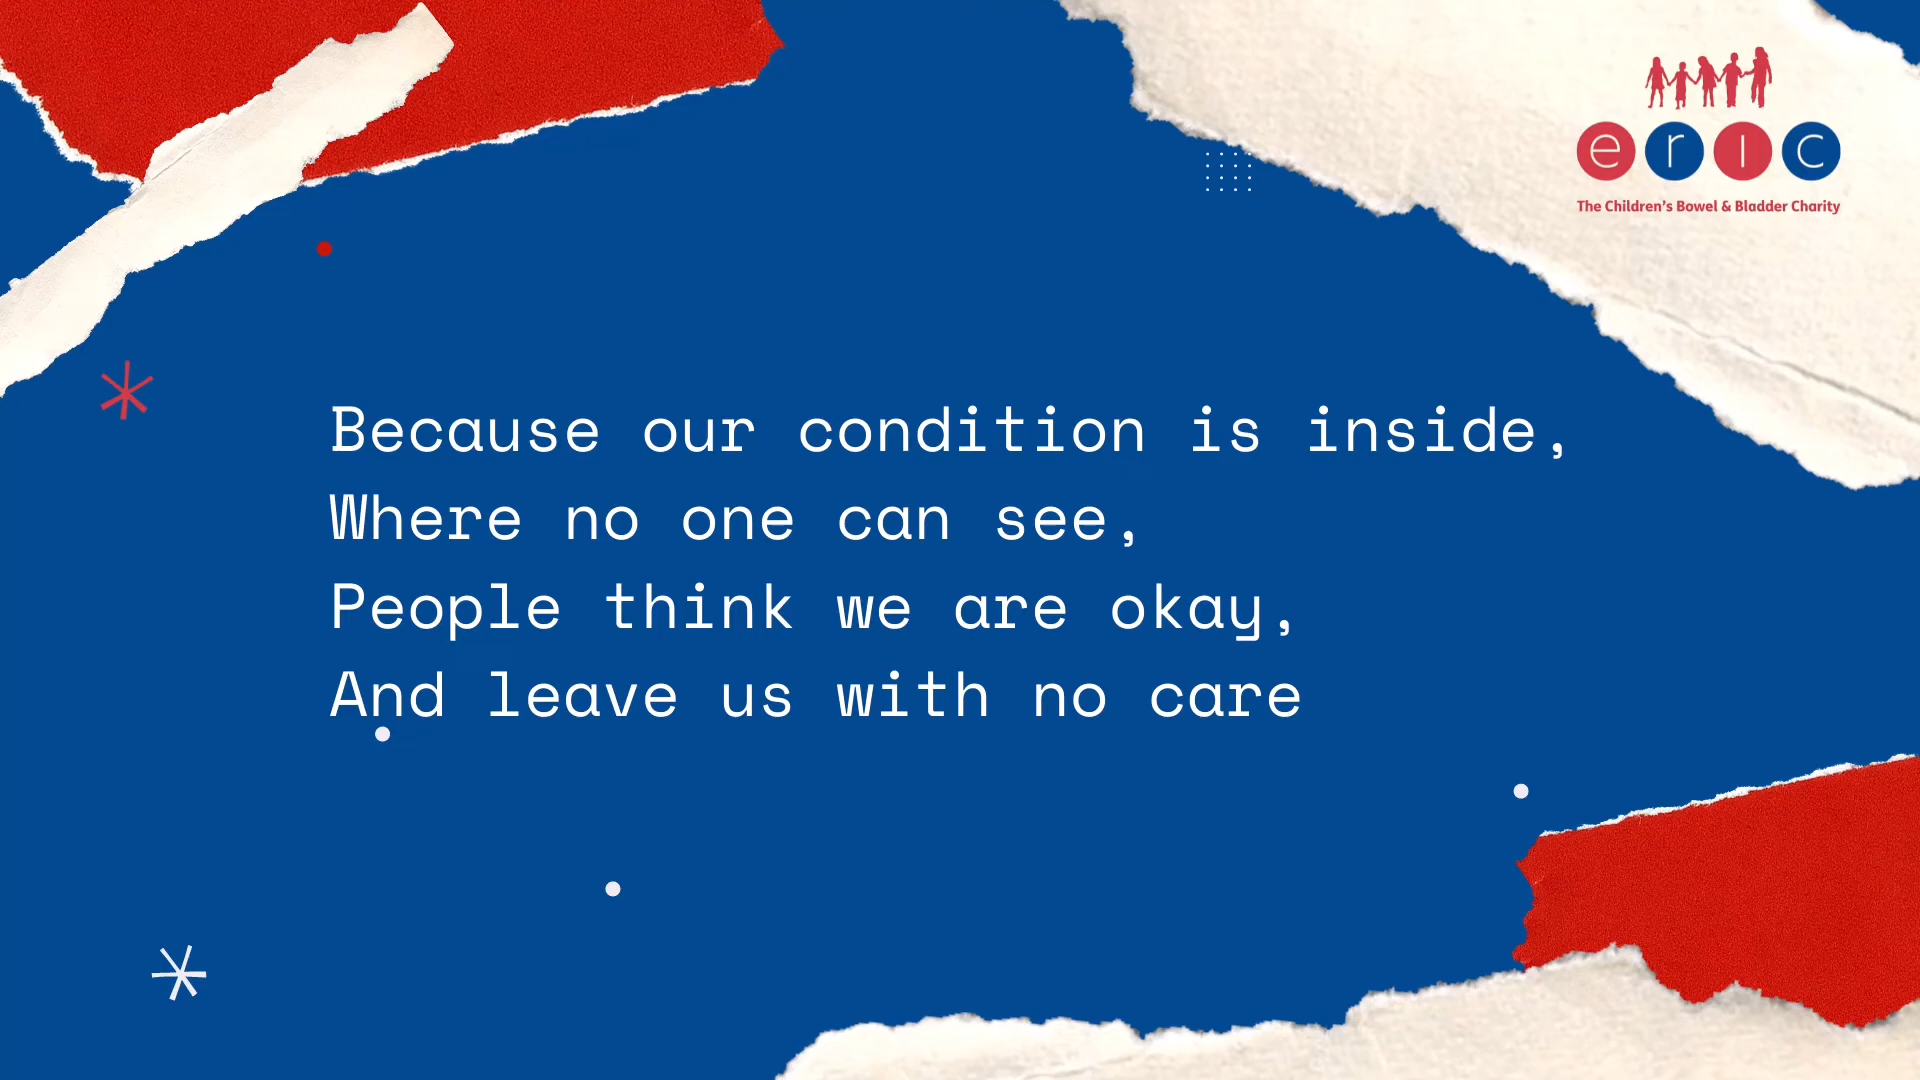 eric
The Children's Bowel & Bladder Charity
Because our condition is inside,
Where no one can see,
People think we are okay,
And leave us with no care